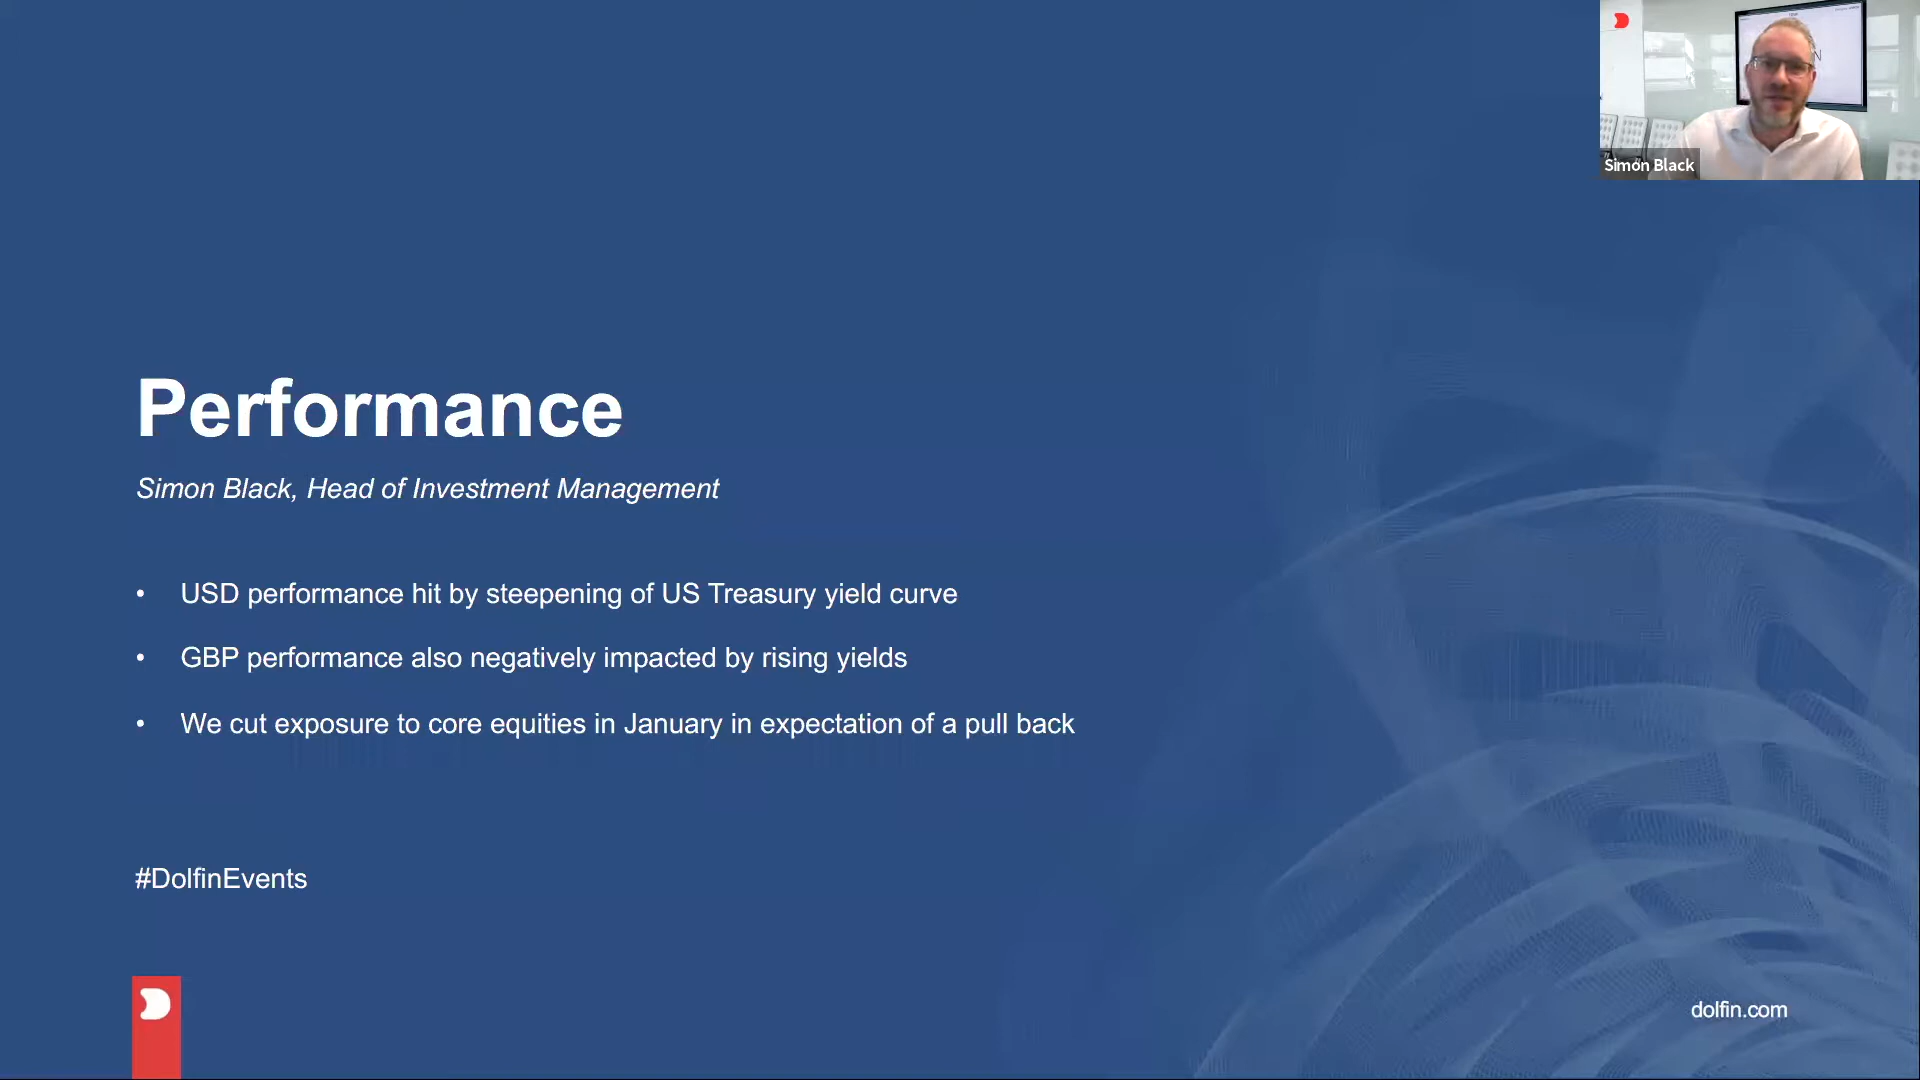 Simon Black
Performance
Simon Black, Head of Investment Management
• USD performance hit by steepening of US Treasury yield curve
• GBP performance also negatively impacted by rising yields
• We cut exposure to core equities in January in expectation of a pull back
#DolfinEvents
dolfin.com